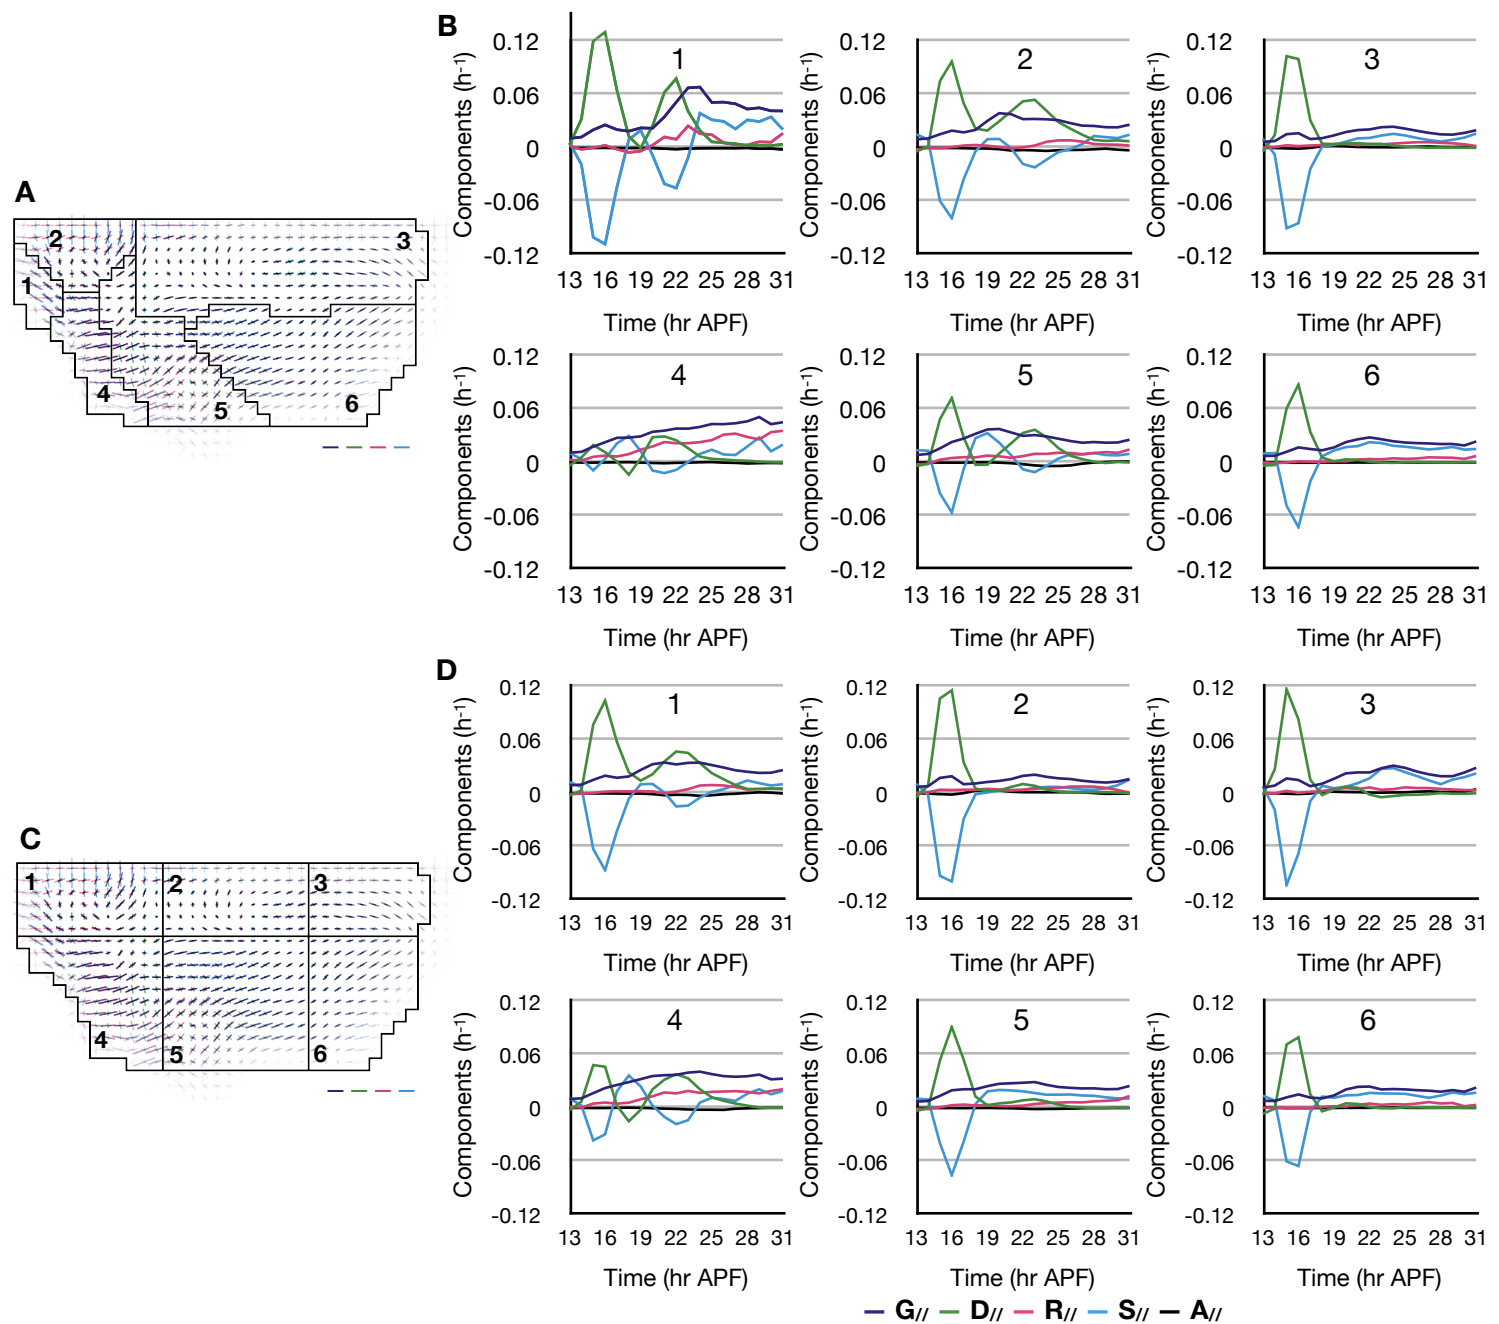 A
1
2
3
4
5
6
B
Components (h-1)
0.12
0.06
0
-0.06
-0.12
1
13 16 19 22 25 28 31
Time (hr APF)
Components (h-1)
0.12
0.06
0
-0.06
-0.12
2
13 16 19 22 25 28 31
Time (hr APF)
Components (h-1)
0.12
0.06
0
-0.06
-0.12
3
13 16 19 22 25 28 31
Time (hr APF)
Components (h-1)
0.12
0.06
0
-0.06
-0.12
4
13 16 19 22 25 28 31
Time (hr APF)
Components (h-1)
0.12
0.06
0
-0.06
-0.12
5
13 16 19 22 25 28 31
Time (hr APF)
Components (h-1)
0.12
0.06
0
-0.06
-0.12
6
13 16 19 22 25 28 31
Time (hr APF)
C
1
2
3
4
5
6
D
Components (h-1)
0.12
0.06
0
-0.06
-0.12
1
13 16 19 22 25 28 31
Time (hr APF)
Components (h-1)
0.12
0.06
0
-0.06
-0.12
2
13 16 19 22 25 28 31
Time (hr APF)
Components (h-1)
0.12
0.06
0
-0.06
-0.12
3
13 16 19 22 25 28 31
Time (hr APF)
Components (h-1)
0.12
0.06
0
-0.06
-0.12
4
13 16 19 22 25 28 31
Time (hr APF)
Components (h-1)
0.12
0.06
0
-0.06
-0.12
5
13 16 19 22 25 28 31
Time (hr APF)
Components (h-1)
0.12
0.06
0
-0.06
-0.12
6
13 16 19 22 25 28 31
Time (hr APF)
G// D// R// S// A//